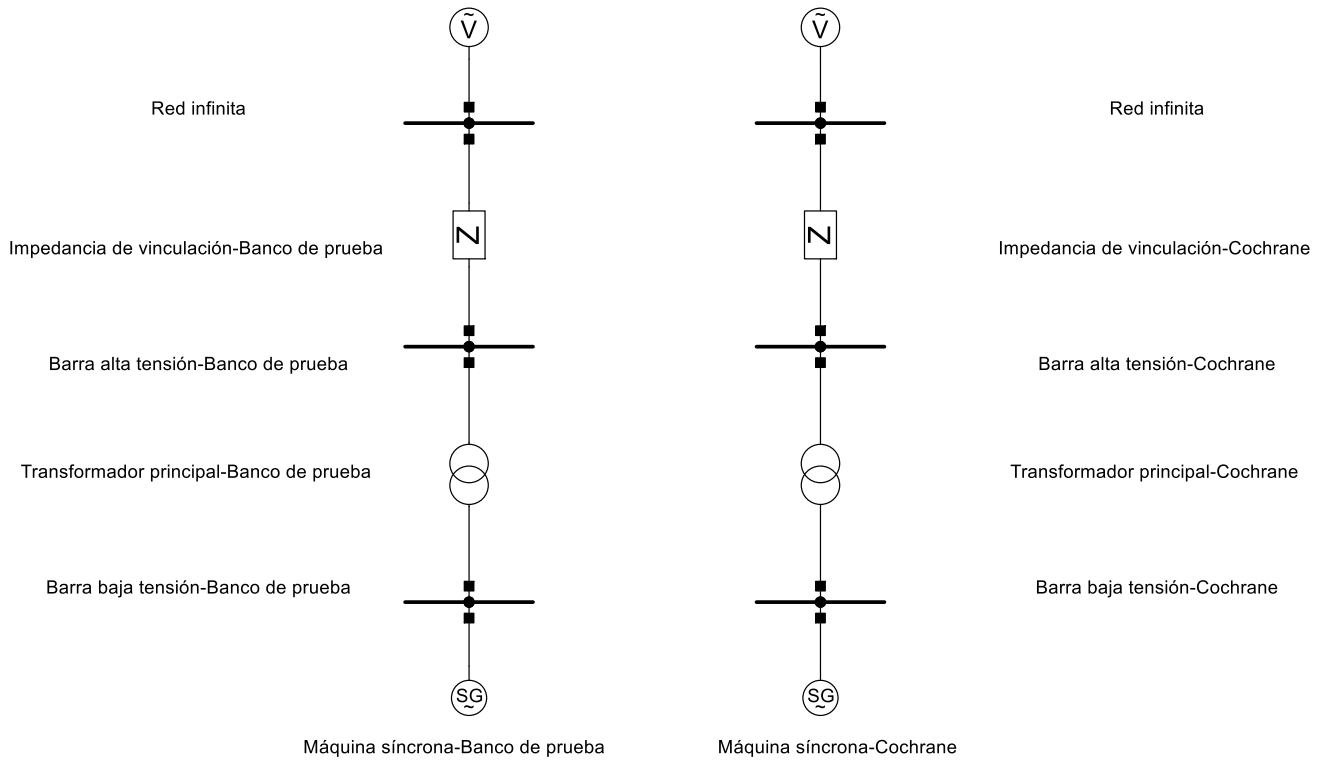 Ṽ
Ṽ
Red infinita
Red infinita
Z
Z
Impedancia de vinculación-Banco de prueba
Impedancia de vinculación-Cochrane
Barra alta tensión-Banco de prueba
Barra alta tensión-Cochrane
Transformador principal-Banco de prueba
Transformador principal-Cochrane
Barra baja tensión-Banco de prueba
Barra baja tensión-Cochrane
SG
~
SG
~
Máquina síncrona-Banco de prueba
Máquina síncrona-Cochrane